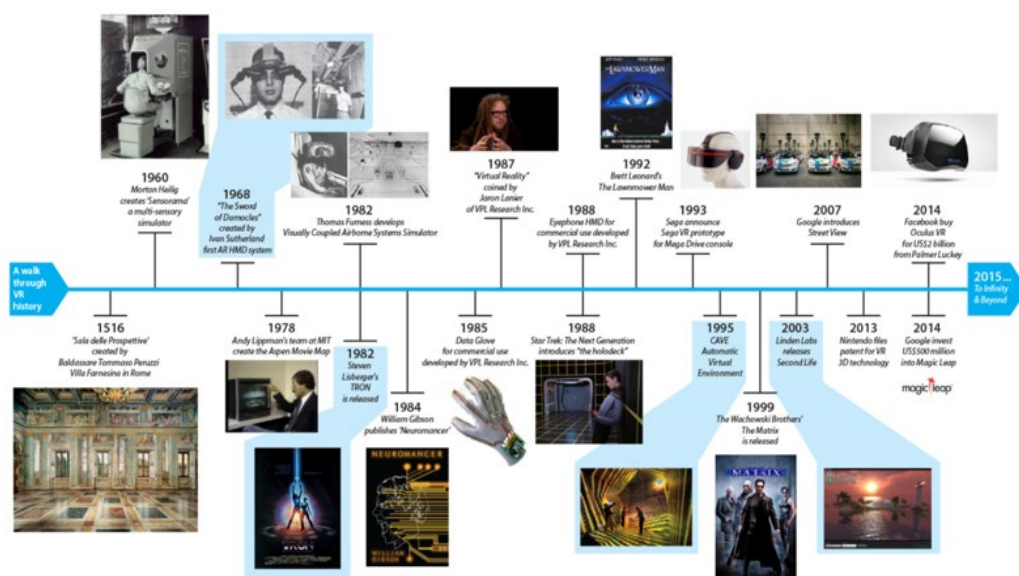 A walk
through
VR
history
1516
'Sala delle Prospettive'
created by
Baldassare Tommaso Peruzzi
Villa Farnesina in Rome
1960
Morton Heilig
creates 'Sensorama'
a multi-sensory
simulator
1968
"The Sword
of Damocles"
created by
Ivan Sutherland
first AR HMD system
1978
Andy Lippman's team at MIT
create the Aspen Movie Map
1982
Thomas Furness develops
Visually Coupled Airborne Systems Simulator
1982
Steven
Lisberger's
TRON
is released
TRON
1984
William Gibson
publishes 'Neuromancer'
NEUROMANCER
WILLIAM
GIBSON
1985
Data Glove
for commercial use
developed by VPL Research Inc.
1987
"Virtual Reality"
coined by
Jaron Lanier
of VPL Research Inc.
1988
Eyephone HMD for
commercial use developed
by VPL Research Inc.
1988
Star Trek: The Next Generation
introduces "the holodeck"
1992
Brett Leonard's
The Lawnmower Man
THE LAWNMOWER MAN
1993
Sega announce
Sega VR prototype
for Mega Drive console
1995
CAVE
Automatic
Virtual
Environment
1999
The Wachowski Brothers'
The Matrix
is released
MATRIX
2003
Linden Labs
releases
Second Life
2007
Google introduces
Street View
2013
Nintendo files
patent for VR
3D technology
2014
Facebook buy
Oculus VR
for US$2 billion
from Palmer Luckey
2014
Google invest
US$500 million
into Magic Leap
magic leap
2015...
To Infinity
& Beyond